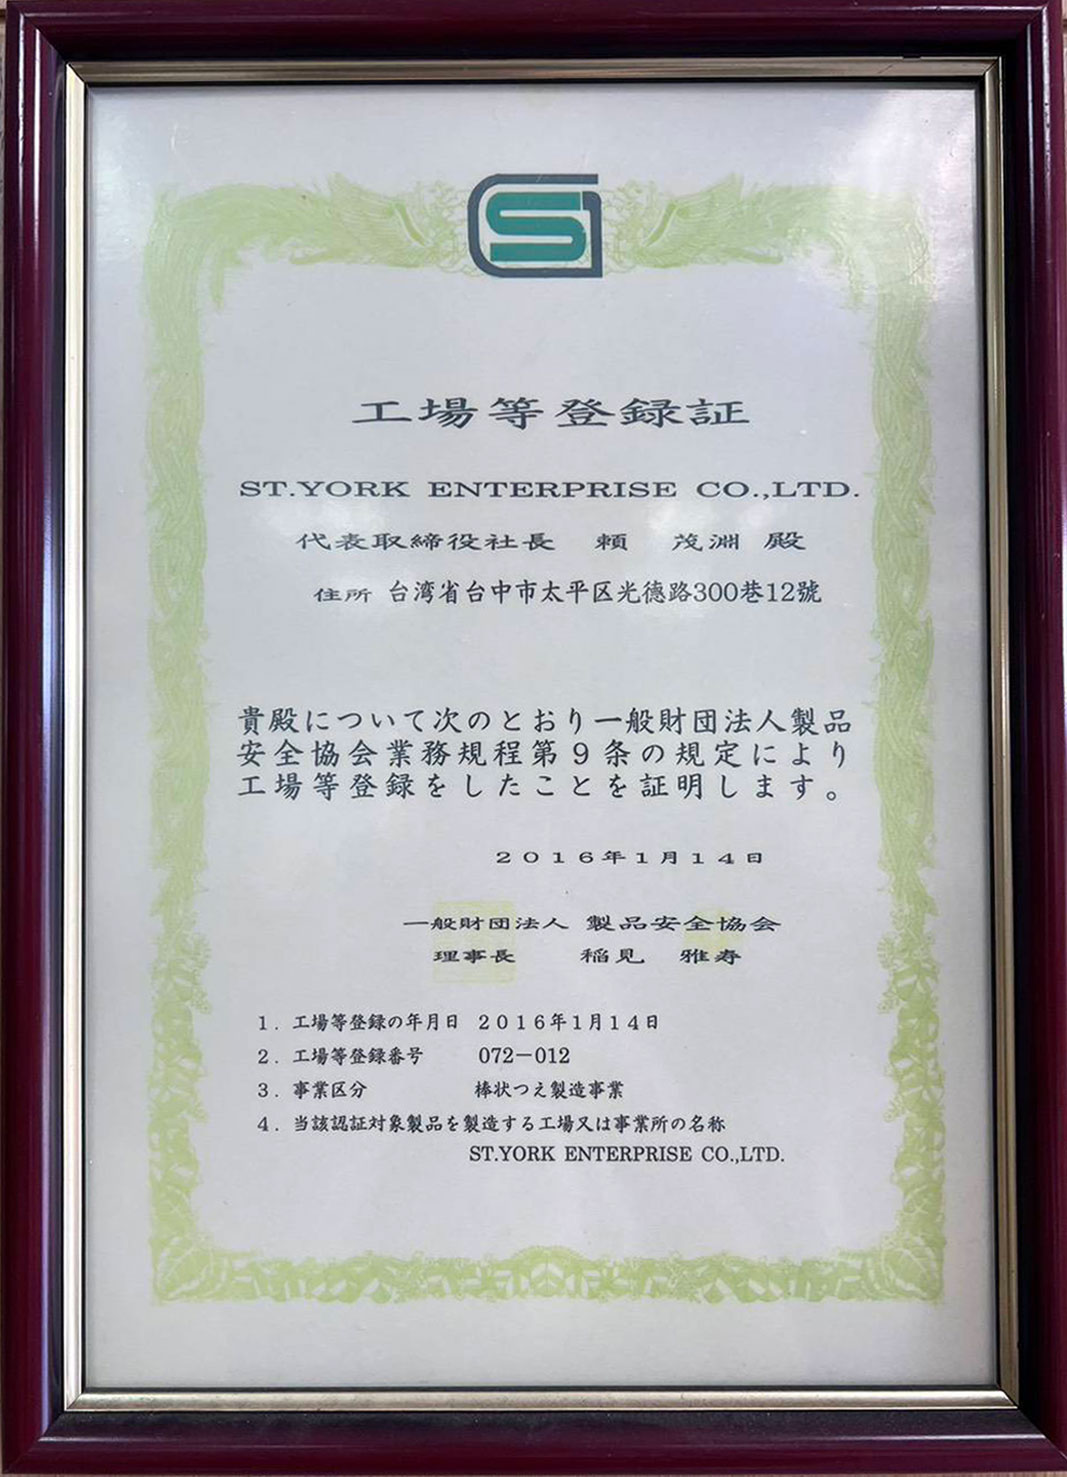 工場等登録証
ST.YORK ENTERPRISE CO.,LTD.
代表取締役社長 頼 茂淵 殿
住所 台湾省台中市太平区光徳路300巷12號
貴殿について次のとおり一般財団法人製品
安全協会業務規程第9条の規定により
工場等登録をしたことを証明します。
2016年1月14日
一般財団法人 製品安全協会
理事長 稲見 雅寿
1. 工場等登録の年月日 2016年1月14日
2. 工場等登録番号 072-012
3. 事業区分 棒状つえ製造事業
4. 当該認証対象製品を製造する工場又は事業所の名称
ST.YORK ENTERPRISE CO.,LTD.